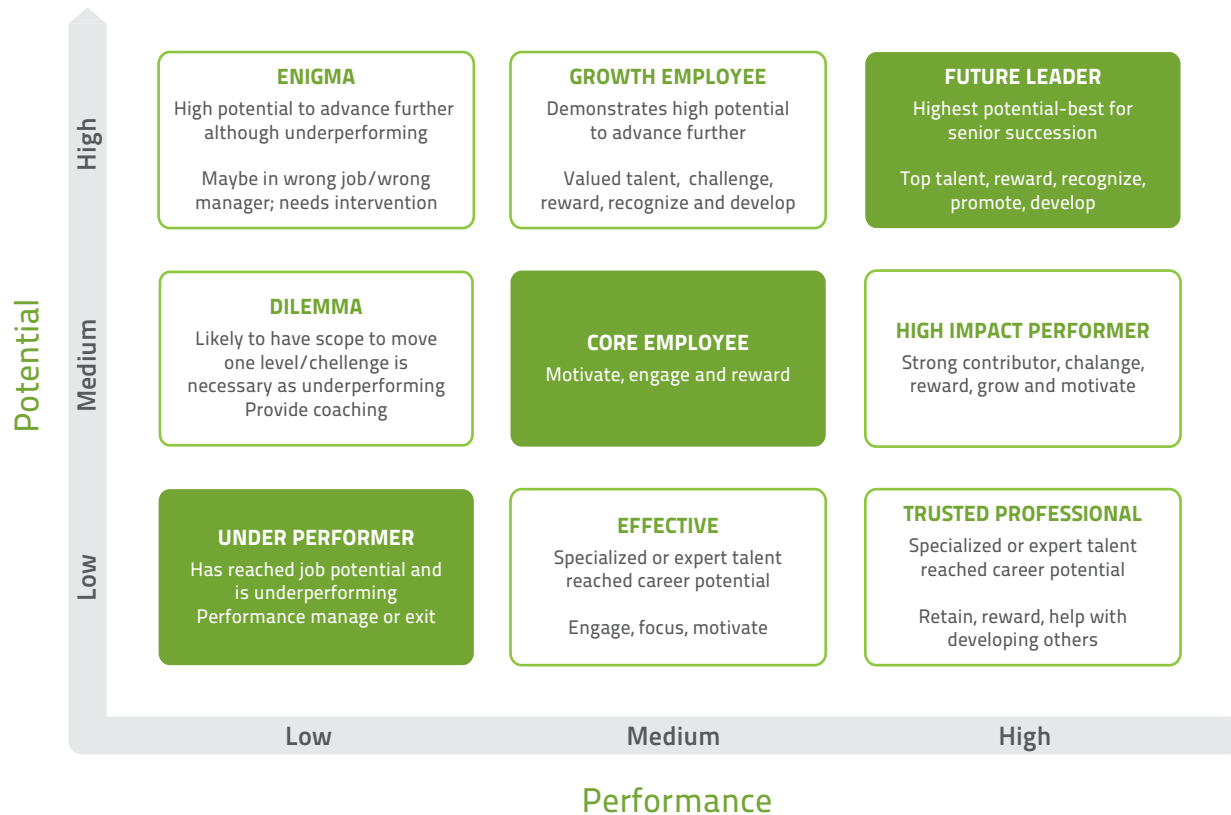 Potential
High
Medium
Low
ENIGMA
High potential to advance further
although underperforming
Maybe in wrong job/wrong
manager; needs intervention
GROWTH EMPLOYEE
Demonstrates high potential
to advance further
Valued talent, challenge,
reward, recognize and develop
FUTURE LEADER
Highest potential-best for
senior succession
Top talent, reward, recognize,
promote, develop
DILEMMA
Likely to have scope to move
one level/chellenge is
necessary as underperforming
Provide coaching
CORE EMPLOYEE
Motivate, engage and reward
HIGH IMPACT PERFORMER
Strong contributor, chalange,
reward, grow and motivate
UNDER PERFORMER
Has reached job potential and
is underperforming
Performance manage or exit
EFFECTIVE
Specialized or expert talent
reached career potential
Engage, focus, motivate
TRUSTED PROFESSIONAL
Specialized or expert talent
reached career potential
Retain, reward, help with
developing others
Low
Medium
High
Performance